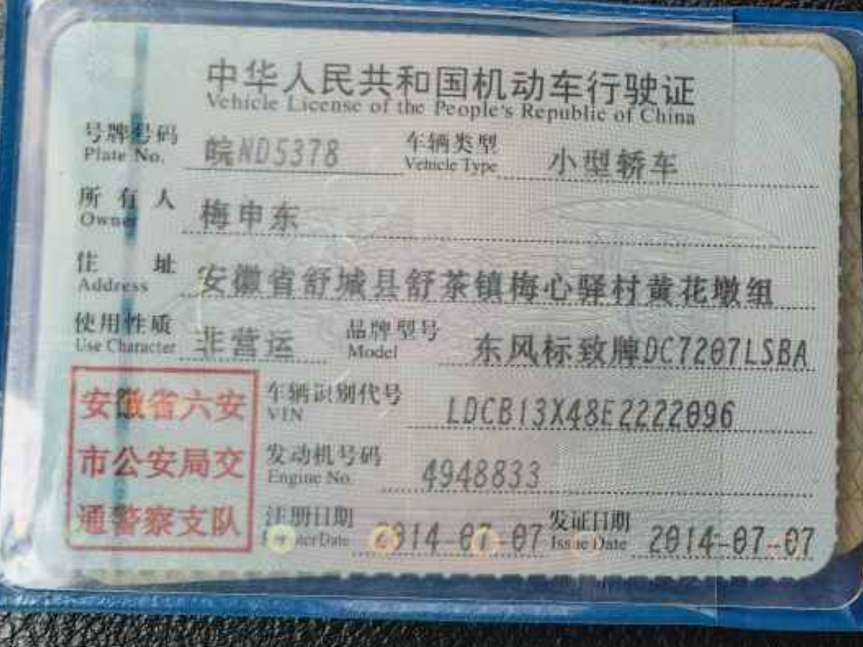 中华人民共和国机动车行驶证
Vehicle License of the People's Republic of China
号牌号码 皖ND5378 车辆类型 小型轿车
Plate No. Vehicle Type
所有人 梅申东
Owner
住址 安徽省舒城县舒茶镇梅心驿村黄花墩组
Address
使用性质 非营运 品牌型号 东风标致牌DC7207LSBA
Use Character Model
车辆识别代号 LDCB13X48E2222096
VIN
发动机号码 4948833
Engine No.
注册日期 2014-07-07 发证日期 2014-07-07
Issue Date
安徽省六安
市公安局交
通警察支队